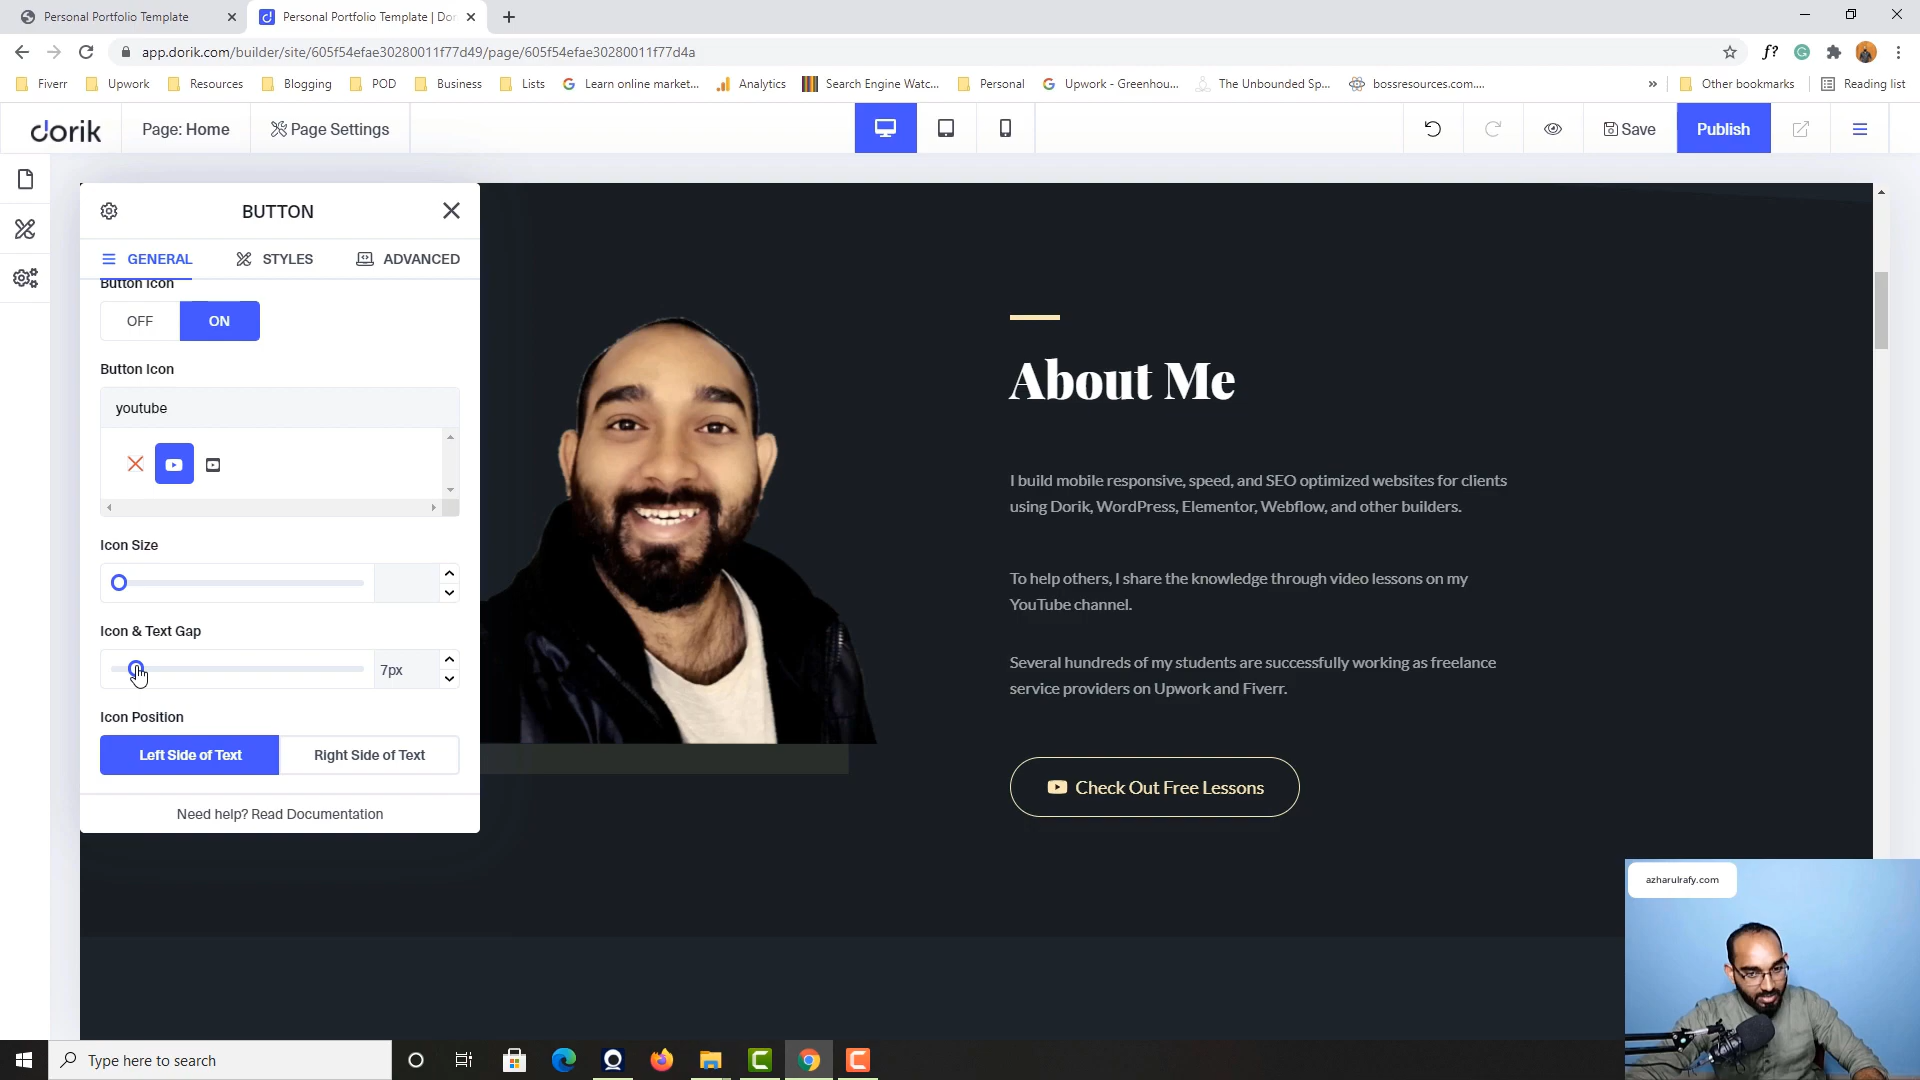 Personal Portfolio Template
Personal Portfolio Template | Do
app.dorik.com/builder/site/605f54efae30280011f77d49/page/605f54efae30280011f77d4a
f?
Fiverr
Upwork
Resources
Blogging
POD
Business
Lists
Learn online market...
Analytics
Search Engine Watc...
Personal
Upwork - Greenhou...
The Unbounded Sp...
bossresources.com....
»
Other bookmarks
Reading list
dorik
Page: Home
Page Settings
Save
Publish
BUTTON
GENERAL
STYLES
ADVANCED
Button Icon
OFF
ON
Button Icon
youtube
Icon Size
Icon & Text Gap
7px
Icon Position
Left Side of Text
Right Side of Text
Need help? Read Documentation
About Me
I build mobile responsive, speed, and SEO optimized websites for clients
using Dorik, WordPress, Elementor, Webflow, and other builders.
To help others, I share the knowledge through video lessons on my
YouTube channel.
Several hundreds of my students are successfully working as freelance
service providers on Upwork and Fiverr.
Check Out Free Lessons
azharulrafy.com
Type here to search